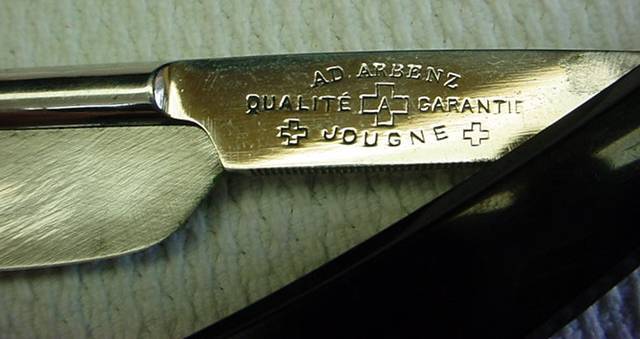 AD. ARBENZ
QUALITÉ A GARANTIE
JOUGNE